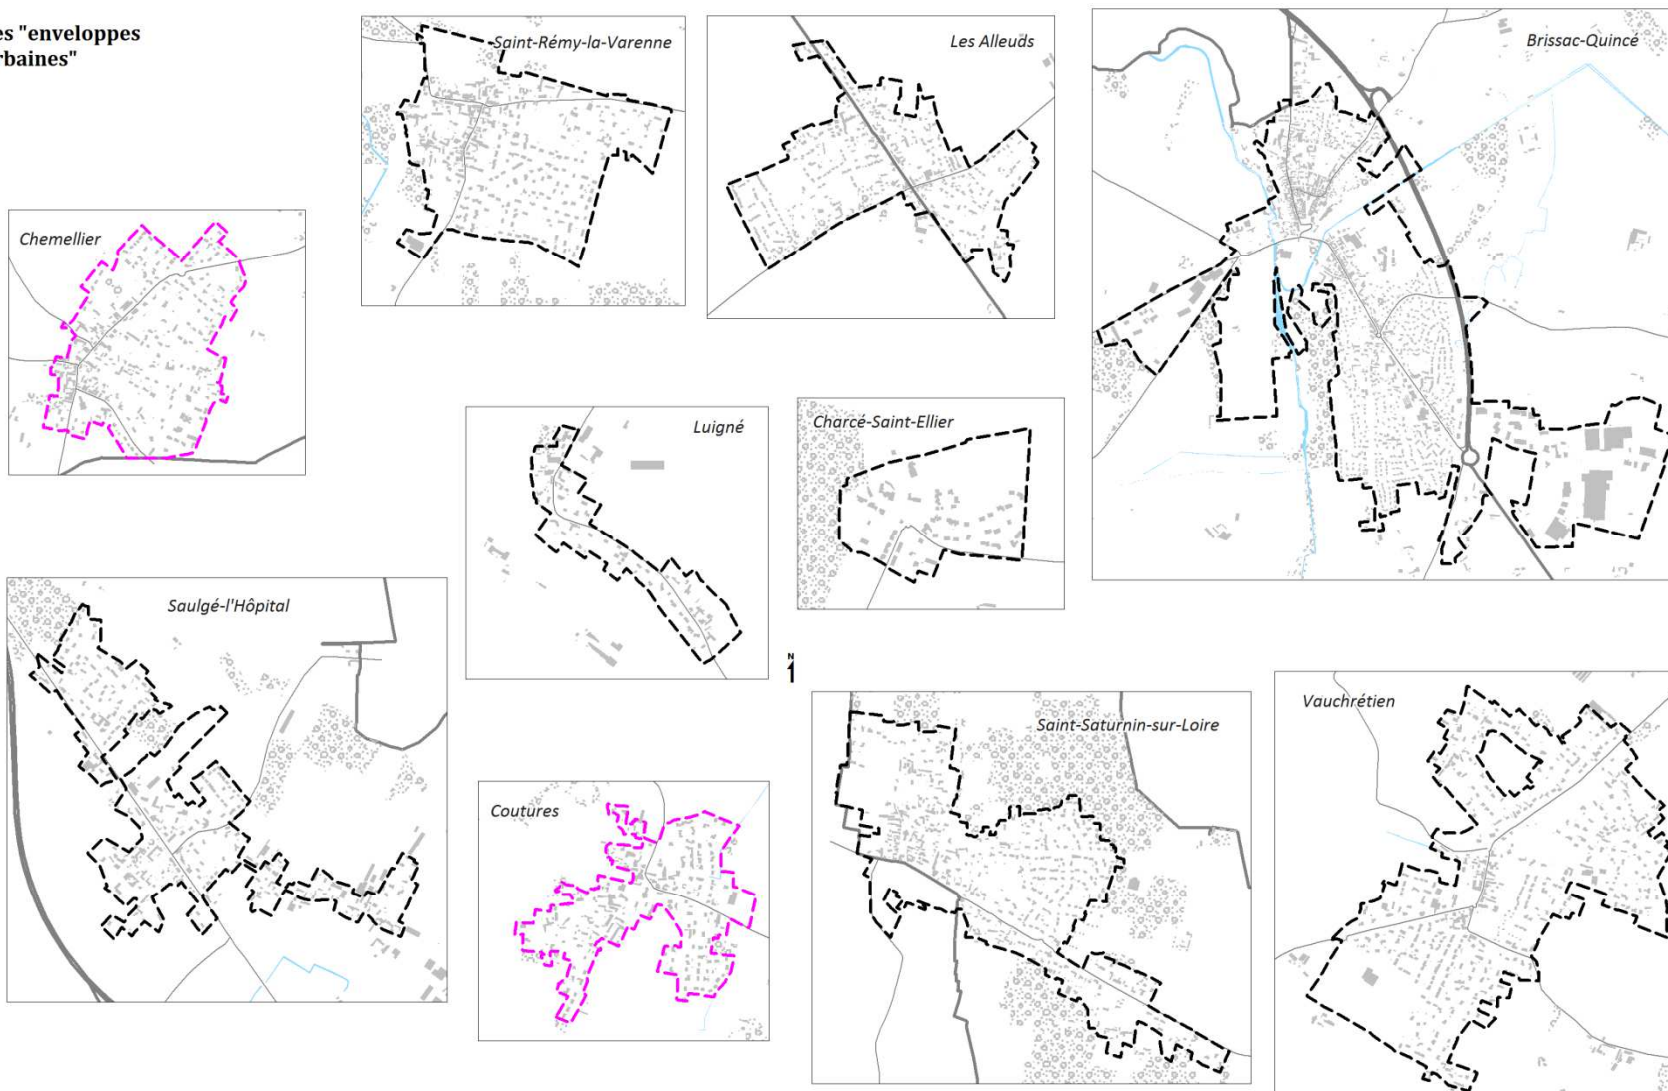 es "enveloppes
rbaines"
Saint-Rémy-la-Varenne
Les Alleuds
Brissac-Quincé
Chemellier
Luigné
Charcé-Saint-Ellier
Saulgé-l'Hôpital
N
1
Coutures
Saint-Saturnin-sur-Loire
Vauchrétien